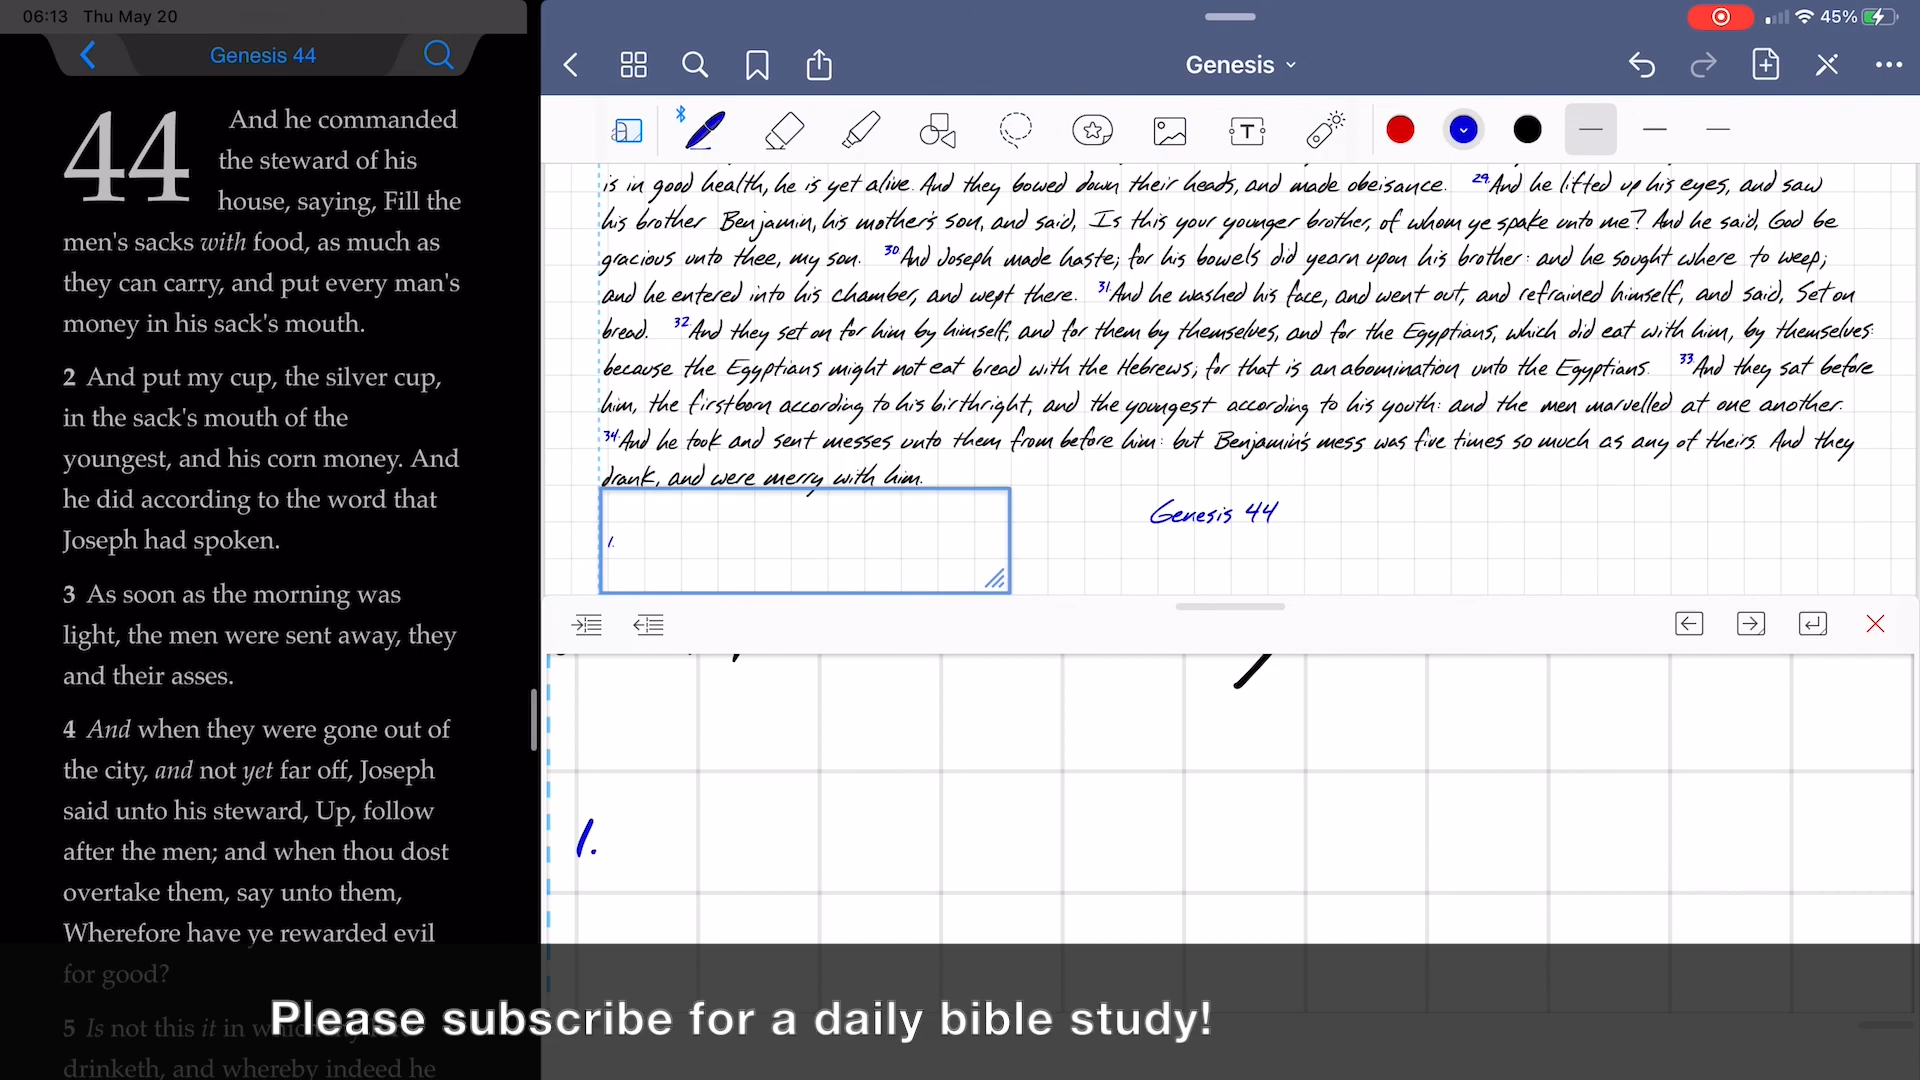 06:13 Thu May 20
Genesis 44
44 And he commanded
the steward of his
house, saying, Fill the
men's sacks with food, as much as
they can carry, and put every man's
money in his sack's mouth.
2 And put my cup, the silver cup,
in the sack's mouth of the
youngest, and his corn money. And
he did according to the word that
Joseph had spoken.
3 As soon as the morning was
light, the men were sent away, they
and their asses.
4 And when they were gone out of
the city, and not yet far off, Joseph
said unto his steward, Up, follow
after the men; and when thou dost
overtake them, say unto them,
Wherefore have ye rewarded evil
for good?
5 Is not this it in
drinketh, and whereby indeed he
45%
Genesis
is in good health, he is yet alive. And they bowed down their heads, and made obeisance. 29. And he lifted up his eyes, and saw
his brother Benjamin, his mother's son, and said, Is this your younger brother, of whom ye spake unto me? And he said, God be
gracious unto thee, my son. 30 And Joseph made haste; for his bowels did yearn upon his brother: and he sought where to weep;
and he entered into his chamber, and wept there. 31. And he washed his face, and went out, and refrained himself, and said, Set on
bread. 32. And they set on for him by himself, and for them by themselves, and for the Egyptians, which did eat with him, by themselves:
because the Egyptians might not eat bread with the Hebrews; for that is an abomination unto the Egyptians. 33. And they sat before
him, the firstborn according to his birthright, and the youngest according to his youth: and the men marvelled at one another.
34. And he took and sent messes unto them from before him: but Benjamin's mess was five times so much as any of theirs. And they
drank, and were merry with him.
Genesis 44
1.
1.
Please subscribe for a daily bible study!